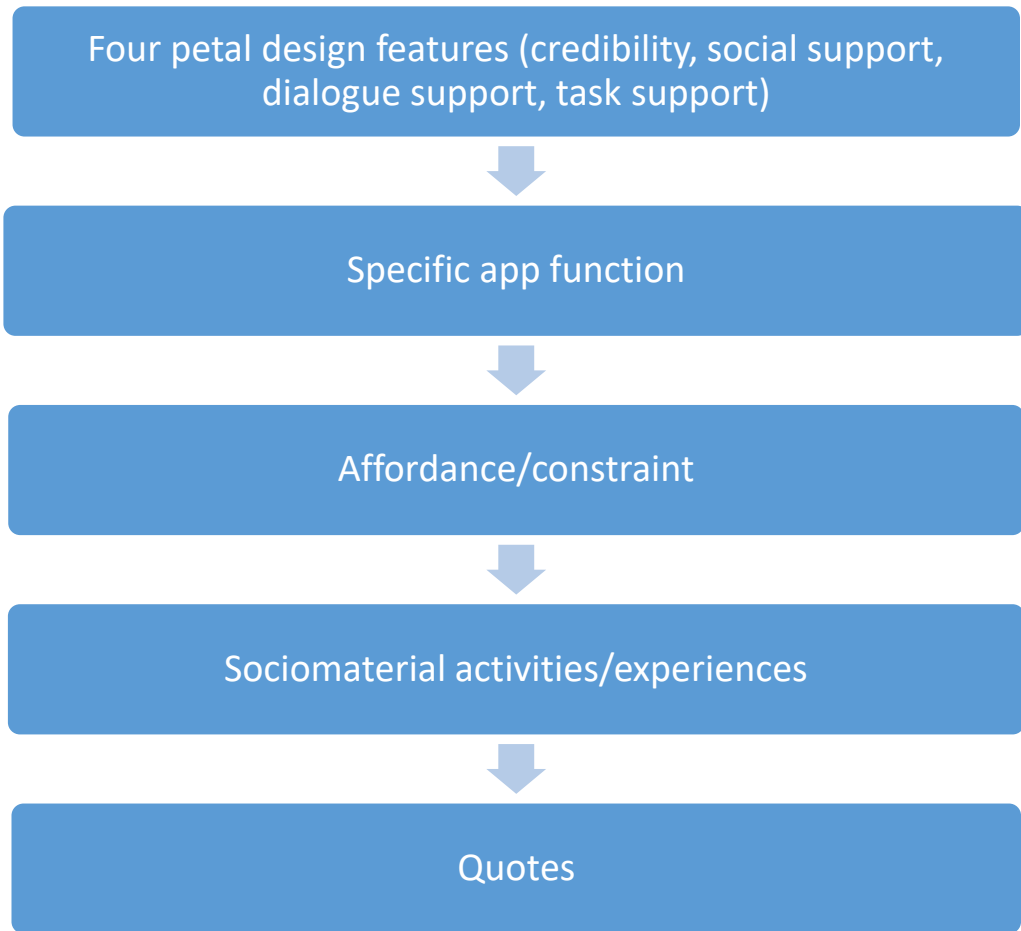 Four petal design features (credibility, social support,
dialogue support, task support)
Specific app function
Affordance/constraint
Sociomaterial activities/experiences
Quotes